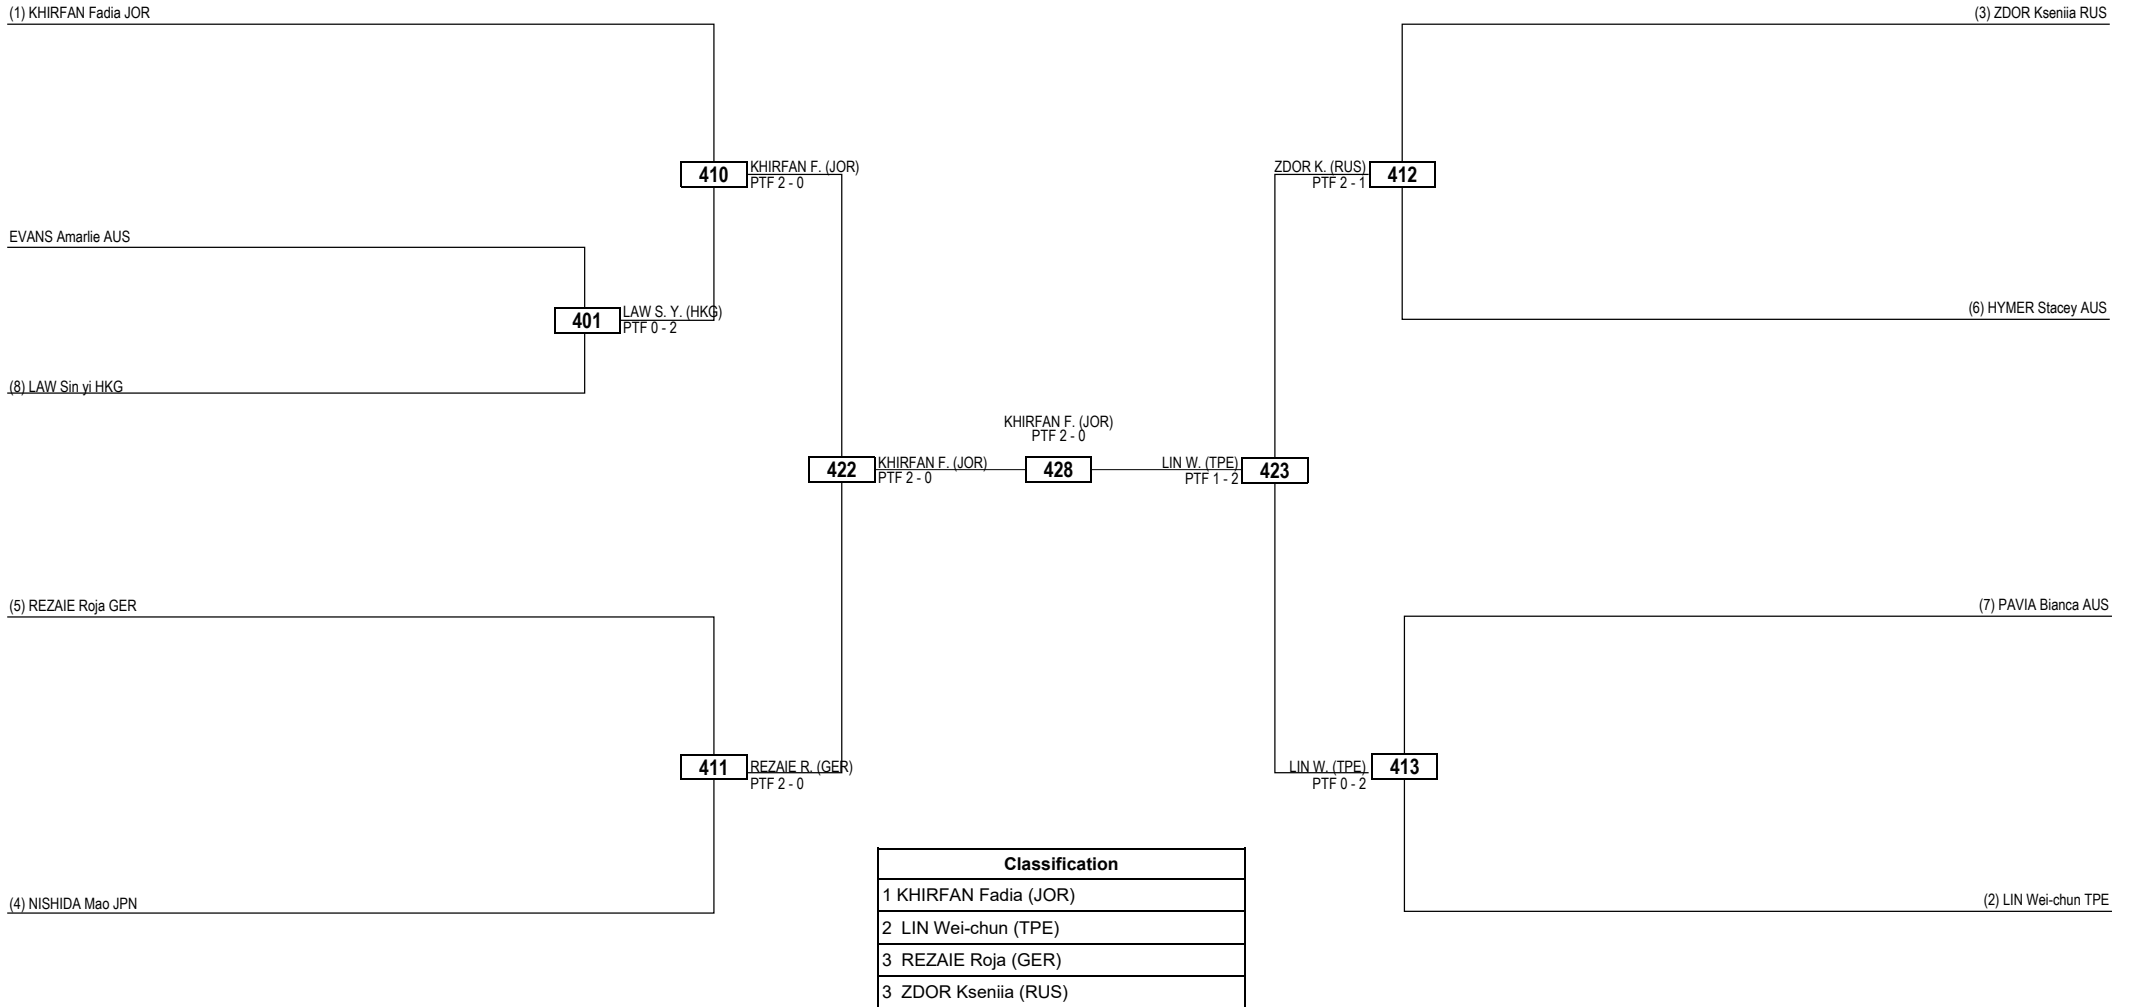 (1) KHIRFAN Fadia JOR
(3) ZDOR Kseniia RUS
410
KHIRFAN F. (JOR)
PTF 2 - 0
ZDOR K. (RUS)
PTF 2 - 1
412
EVANS Amarlie AUS
401
LAW S. Y. (HKG)
PTF 0 - 2
(6) HYMER Stacey AUS
(8) LAW Sin yi HKG
KHIRFAN F. (JOR)
PTF 2 - 0
422
KHIRFAN F. (JOR)
PTF 2 - 0
428
LIN W. (TPE)
PTF 1 - 2
423
(5) REZAIE Roja GER
(7) PAVIA Bianca AUS
411
REZAIE R. (GER)
PTF 2 - 0
LIN W. (TPE)
PTF 0 - 2
413
(4) NISHIDA Mao JPN
(2) LIN Wei-chun TPE
Classification
1 KHIRFAN Fadia (JOR)
2 LIN Wei-chun (TPE)
3 REZAIE Roja (GER)
3 ZDOR Kseniia (RUS)